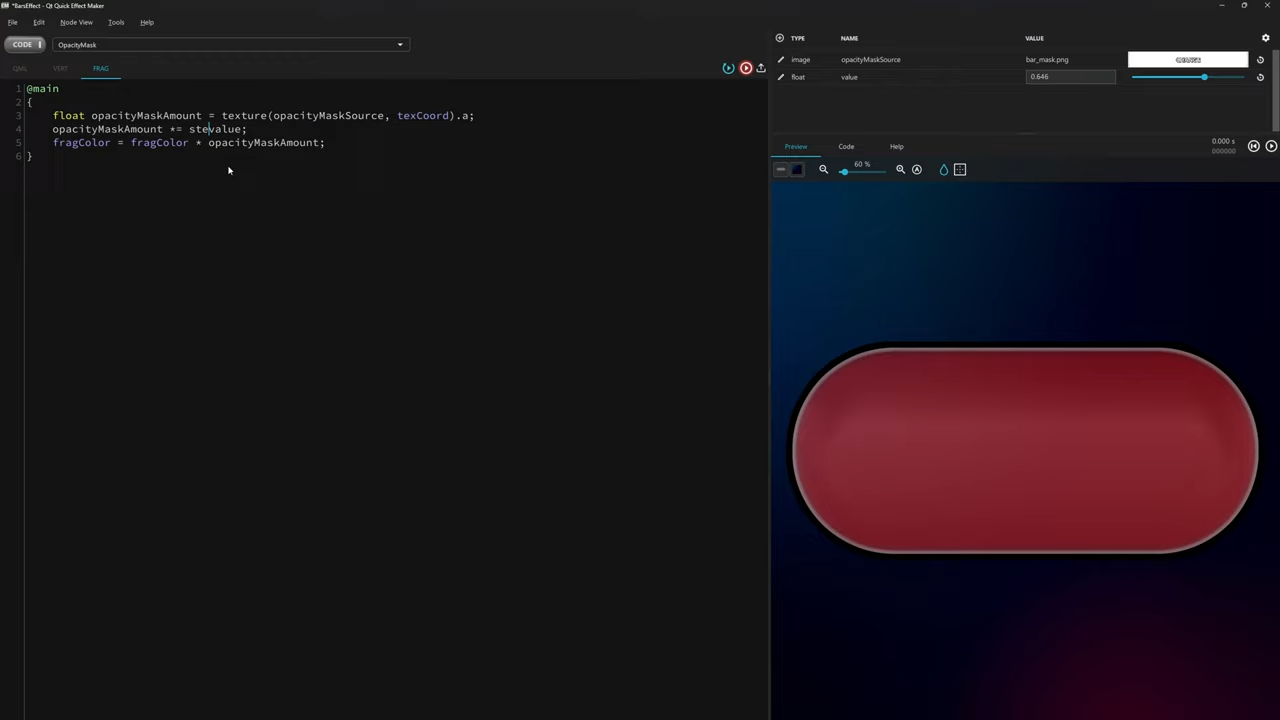 *BarsEffect - Qt Quick Effect Maker
File Edit Node View Tools Help
CODE OpacityMask
QML VERT FRAG
1 @main
2 {
3 float opacityMaskAmount = texture(opacityMaskSource, texCoord).a;
4 opacityMaskAmount *= stevalue;
5 fragColor = fragColor * opacityMaskAmount;
6 }
TYPE NAME VALUE
image opacityMaskSource bar_mask.png CHANGE
float value 0.646
Preview Code Help
0.000 s
000000
60 %